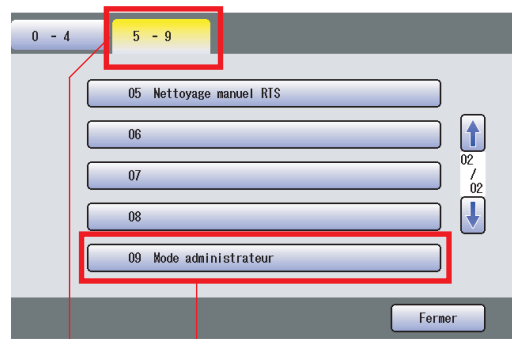 0 - 4
5 - 9
05 Nettoyage manuel RTS
06
02
/
02
07
08
09 Mode administrateur
Fermer